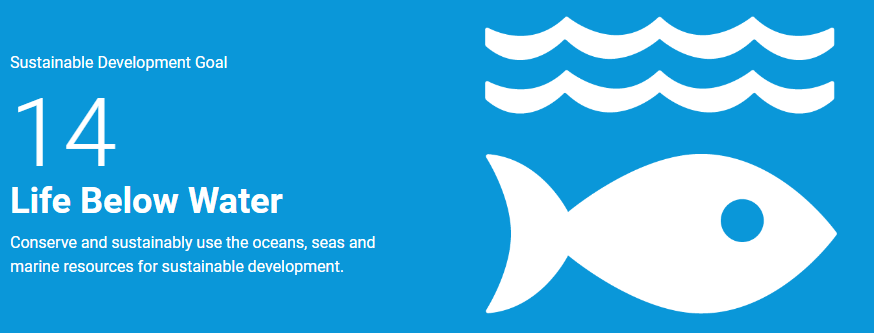 Sustainable Development Goal
14
Life Below Water
Conserve and sustainably use the oceans, seas and
marine resources for sustainable development.